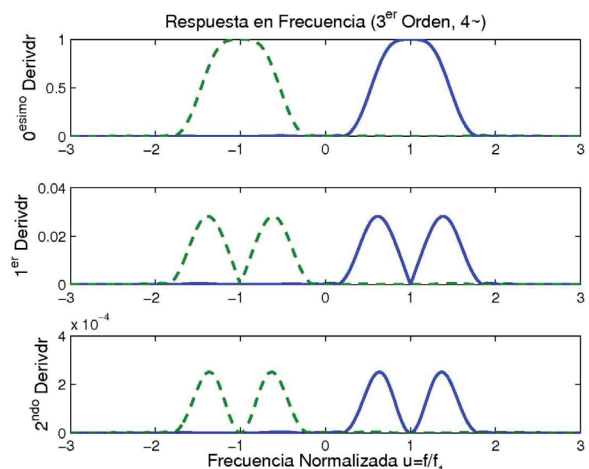 Respuesta en Frecuencia (3^er Orden, 4~)
1
0.5
0
0^esimo Derivdr
-3 -2 -1 0 1 2 3
0.04
0.02
0
1^er Derivdr
-3 -2 -1 0 1 2 3
x 10^-4
4
2
0
2^ndo Derivdr
-3 -2 -1 0 1 2 3
Frecuencia Normalizada u=f/f_1